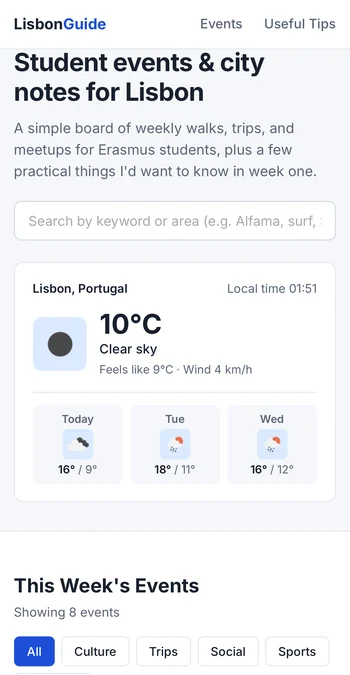 LisbonGuide
Events
Useful Tips
Student events & city
notes for Lisbon
A simple board of weekly walks, trips, and
meetups for Erasmus students, plus a few
practical things I'd want to know in week one.
Search by keyword or area (e.g. Alfama, surf,
Lisbon, Portugal
Local time 01:51
10°C
Clear sky
Feels like 9°C · Wind 4 km/h
Today
Tue
Wed
16° / 9°
18° / 11°
16° / 12°
This Week's Events
Showing 8 events
All
Culture
Trips
Social
Sports